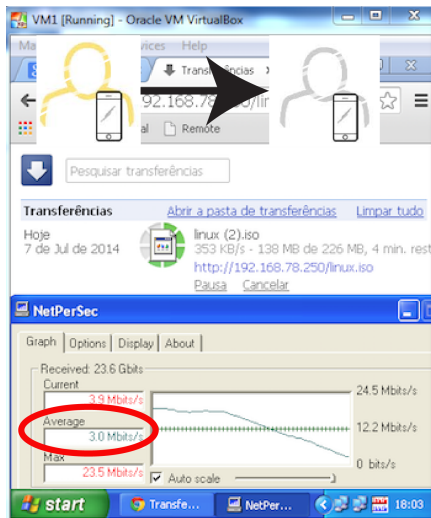 VM1 [Running] - Oracle VM VirtualBox
Help
92.168.78
Remote
Pesquisar transferências
Transferências Abrir a pasta de transferências Limpar tudo
Hoje
7 de Jul de 2014
linux (2).iso
353 KB/s - 138 MB de 226 MB, 4 min. rest
http://192.168.78.250/linux.iso
Pausa Cancelar
NetPerSec
Graph Options Display About
Received: 23.6 Gbits
Current
3.9 Mbits/s
Average
3.0 Mbits/s
Max
23.5 Mbits/s
24.5 Mbits/s
12.2 Mbits/s
0 bits/s
Auto scale
start Transfe... NetPer... 18:03